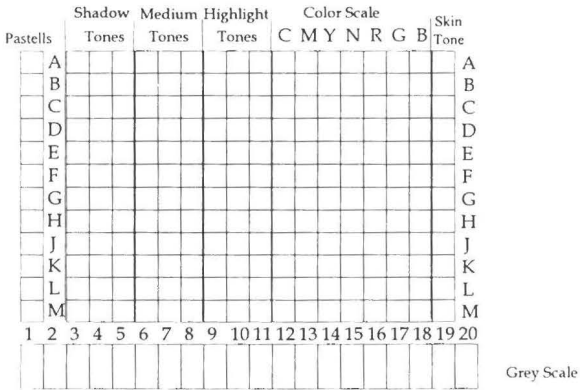 Shadow Medium Highlight Color Scale Skin
Pastells Tones Tones Tones C M Y N R G B Tone
A A
B B
C C
D D
E E
F F
G G
H H
J J
K K
L L
M M
1 2 3 4 5 6 7 8 9 10 11 12 13 14 15 16 17 18 19 20
Grey Scale